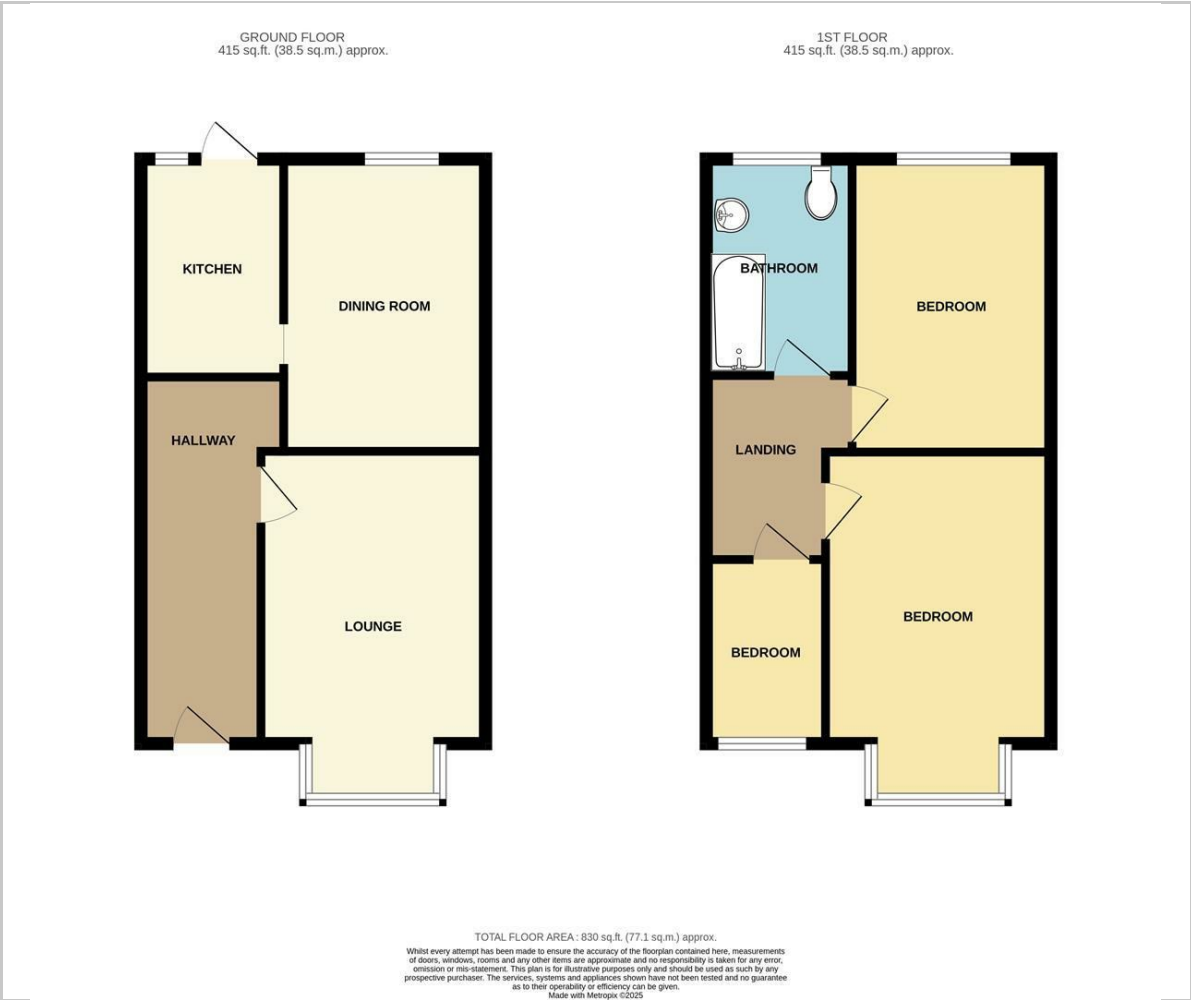 GROUND FLOOR
415 sq.ft. (38.5 sq.m.) approx.
1ST FLOOR
415 sq.ft. (38.5 sq.m.) approx.
KITCHEN
DINING ROOM
HALLWAY
LOUNGE
BATHROOM
BEDROOM
LANDING
BEDROOM
BEDROOM
TOTAL FLOOR AREA : 830 sq.ft. (77.1 sq.m.) approx.
Whilst every attempt has been made to ensure the accuracy of the floorplan contained here, measurements
of doors, windows, rooms and any other items are approximate and no responsibility is taken for any error,
omission or mis-statement. This plan is for illustrative purposes only and should be used as such by any
prospective purchaser. The services, systems and appliances shown have not been tested and no guarantee
as to their operability or efficiency can be given.
Made with Metropix ©2025